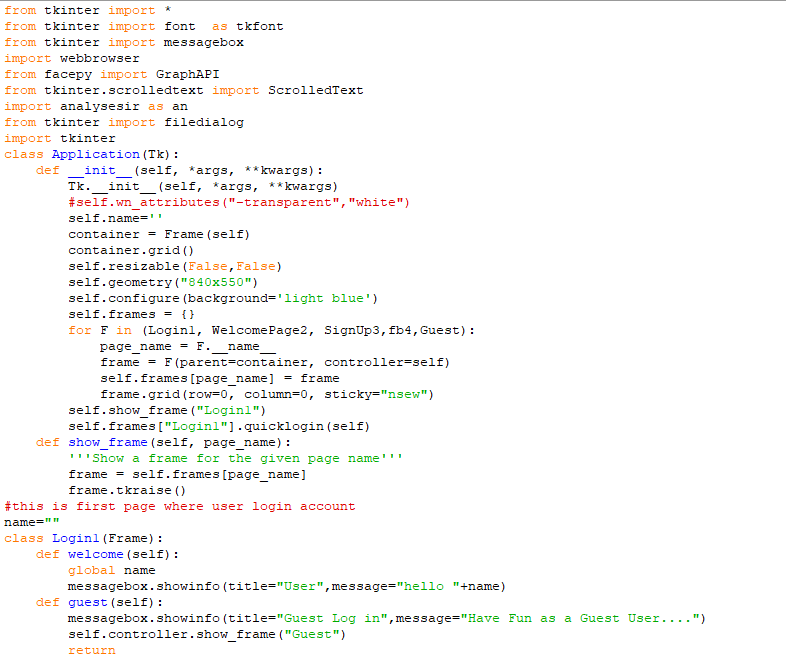 from tkinter import *
from tkinter import font  as tkfont
from tkinter import messagebox
import webbrowser
from facepy import GraphAPI
from tkinter.scrolledtext import ScrolledText
import analysesir as an
from tkinter import filedialog
import tkinter
class Application(Tk):
    def __init__(self, *args, **kwargs):
        Tk.__init__(self, *args, **kwargs)
        #self.wn_attributes("-transparent","white")
        self.name=''
        container = Frame(self)
        container.grid()
        self.resizable(False,False)
        self.geometry("840x550")
        self.configure(background='light blue')
        self.frames = {}
        for F in (Login1, WelcomePage2, SignUp3,fb4,Guest):
            page_name = F.__name__
            frame = F(parent=container, controller=self)
            self.frames[page_name] = frame
            frame.grid(row=0, column=0, sticky="nsew")
        self.show_frame("Login1")
        self.frames["Login1"].quicklogin(self)
    def show_frame(self, page_name):
        '''Show a frame for the given page name'''
        frame = self.frames[page_name]
        frame.tkraise()
#this is first page where user login account
name=""
class Login1(Frame):
    def welcome(self):
        global name
        messagebox.showinfo(title="User",message="hello "+name)
    def guest(self):
        messagebox.showinfo(title="Guest Log in",message="Have Fun as a Guest User....")
        self.controller.show_frame("Guest")
        return